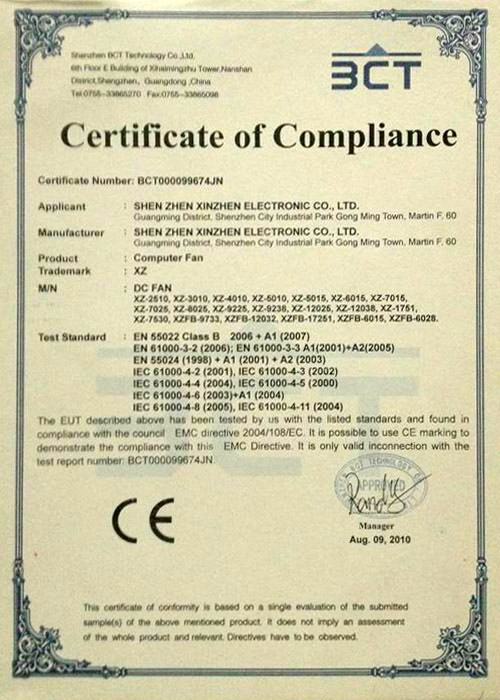 Shenzhen BCT Technology Co.,Ltd.
6th Floor E Building of Xihaimingzhu Tower,Nanshan
District,Shengzhen, Guangdong ,China
Tel:0755-33865270 Fax:0755-33865098
BCT
Certificate of Compliance
Certificate Number: BCT000099674JN
Applicant : SHEN ZHEN XINZHEN ELECTRONIC CO., LTD.
Guangming District, Shenzhen City Industrial Park Gong Ming Town, Martin F. 60
Manufacturer : SHEN ZHEN XINZHEN ELECTRONIC CO., LTD.
Guangming District, Shenzhen City Industrial Park Gong Ming Town, Martin F. 60
Product : Computer Fan
Trademark : XZ
M/N : DC FAN
XZ-2510, XZ-3010, XZ-4010, XZ-5010, XZ-5015, XZ-6015, XZ-7015,
XZ-7025, XZ-8025, XZ-9225, XZ-9238, XZ-12025, XZ-12038, XZ-1751,
XZ-7530, XZFB-9733, XZFB-12032, XZFB-17251, XZFB-6015, XZFB-6028.
Test Standard : EN 55022 Class B 2006 + A1 (2007)
EN 61000-3-2 (2006); EN 61000-3-3 A1(2001)+A2(2005)
EN 55024 (1998) + A1 (2001) + A2 (2003)
IEC 61000-4-2 (2001), IEC 61000-4-3 (2002)
IEC 61000-4-4 (2004), IEC 61000-4-5 (2000)
IEC 61000-4-6 (2003)+A1 (2004)
IEC 61000-4-8 (2005), IEC 61000-4-11 (2004)
The EUT described above has been tested by us with the listed standards and found in
compliance with the council EMC directive 2004/108/EC. It is possible to use CE marking to
demonstrate the compliance with this EMC Directive. It is only valid inconnection with the
test report number: BCT000099674JN.
BCT TECHNOLOGY
APPROVED
CE
Manager
Aug. 09, 2010
This certificate of conformity is based on a single evaluation of the submitted
sample(s) of the above mentioned product. It does not imply an assessment
of the whole product and relevant. Directives have to be observed.